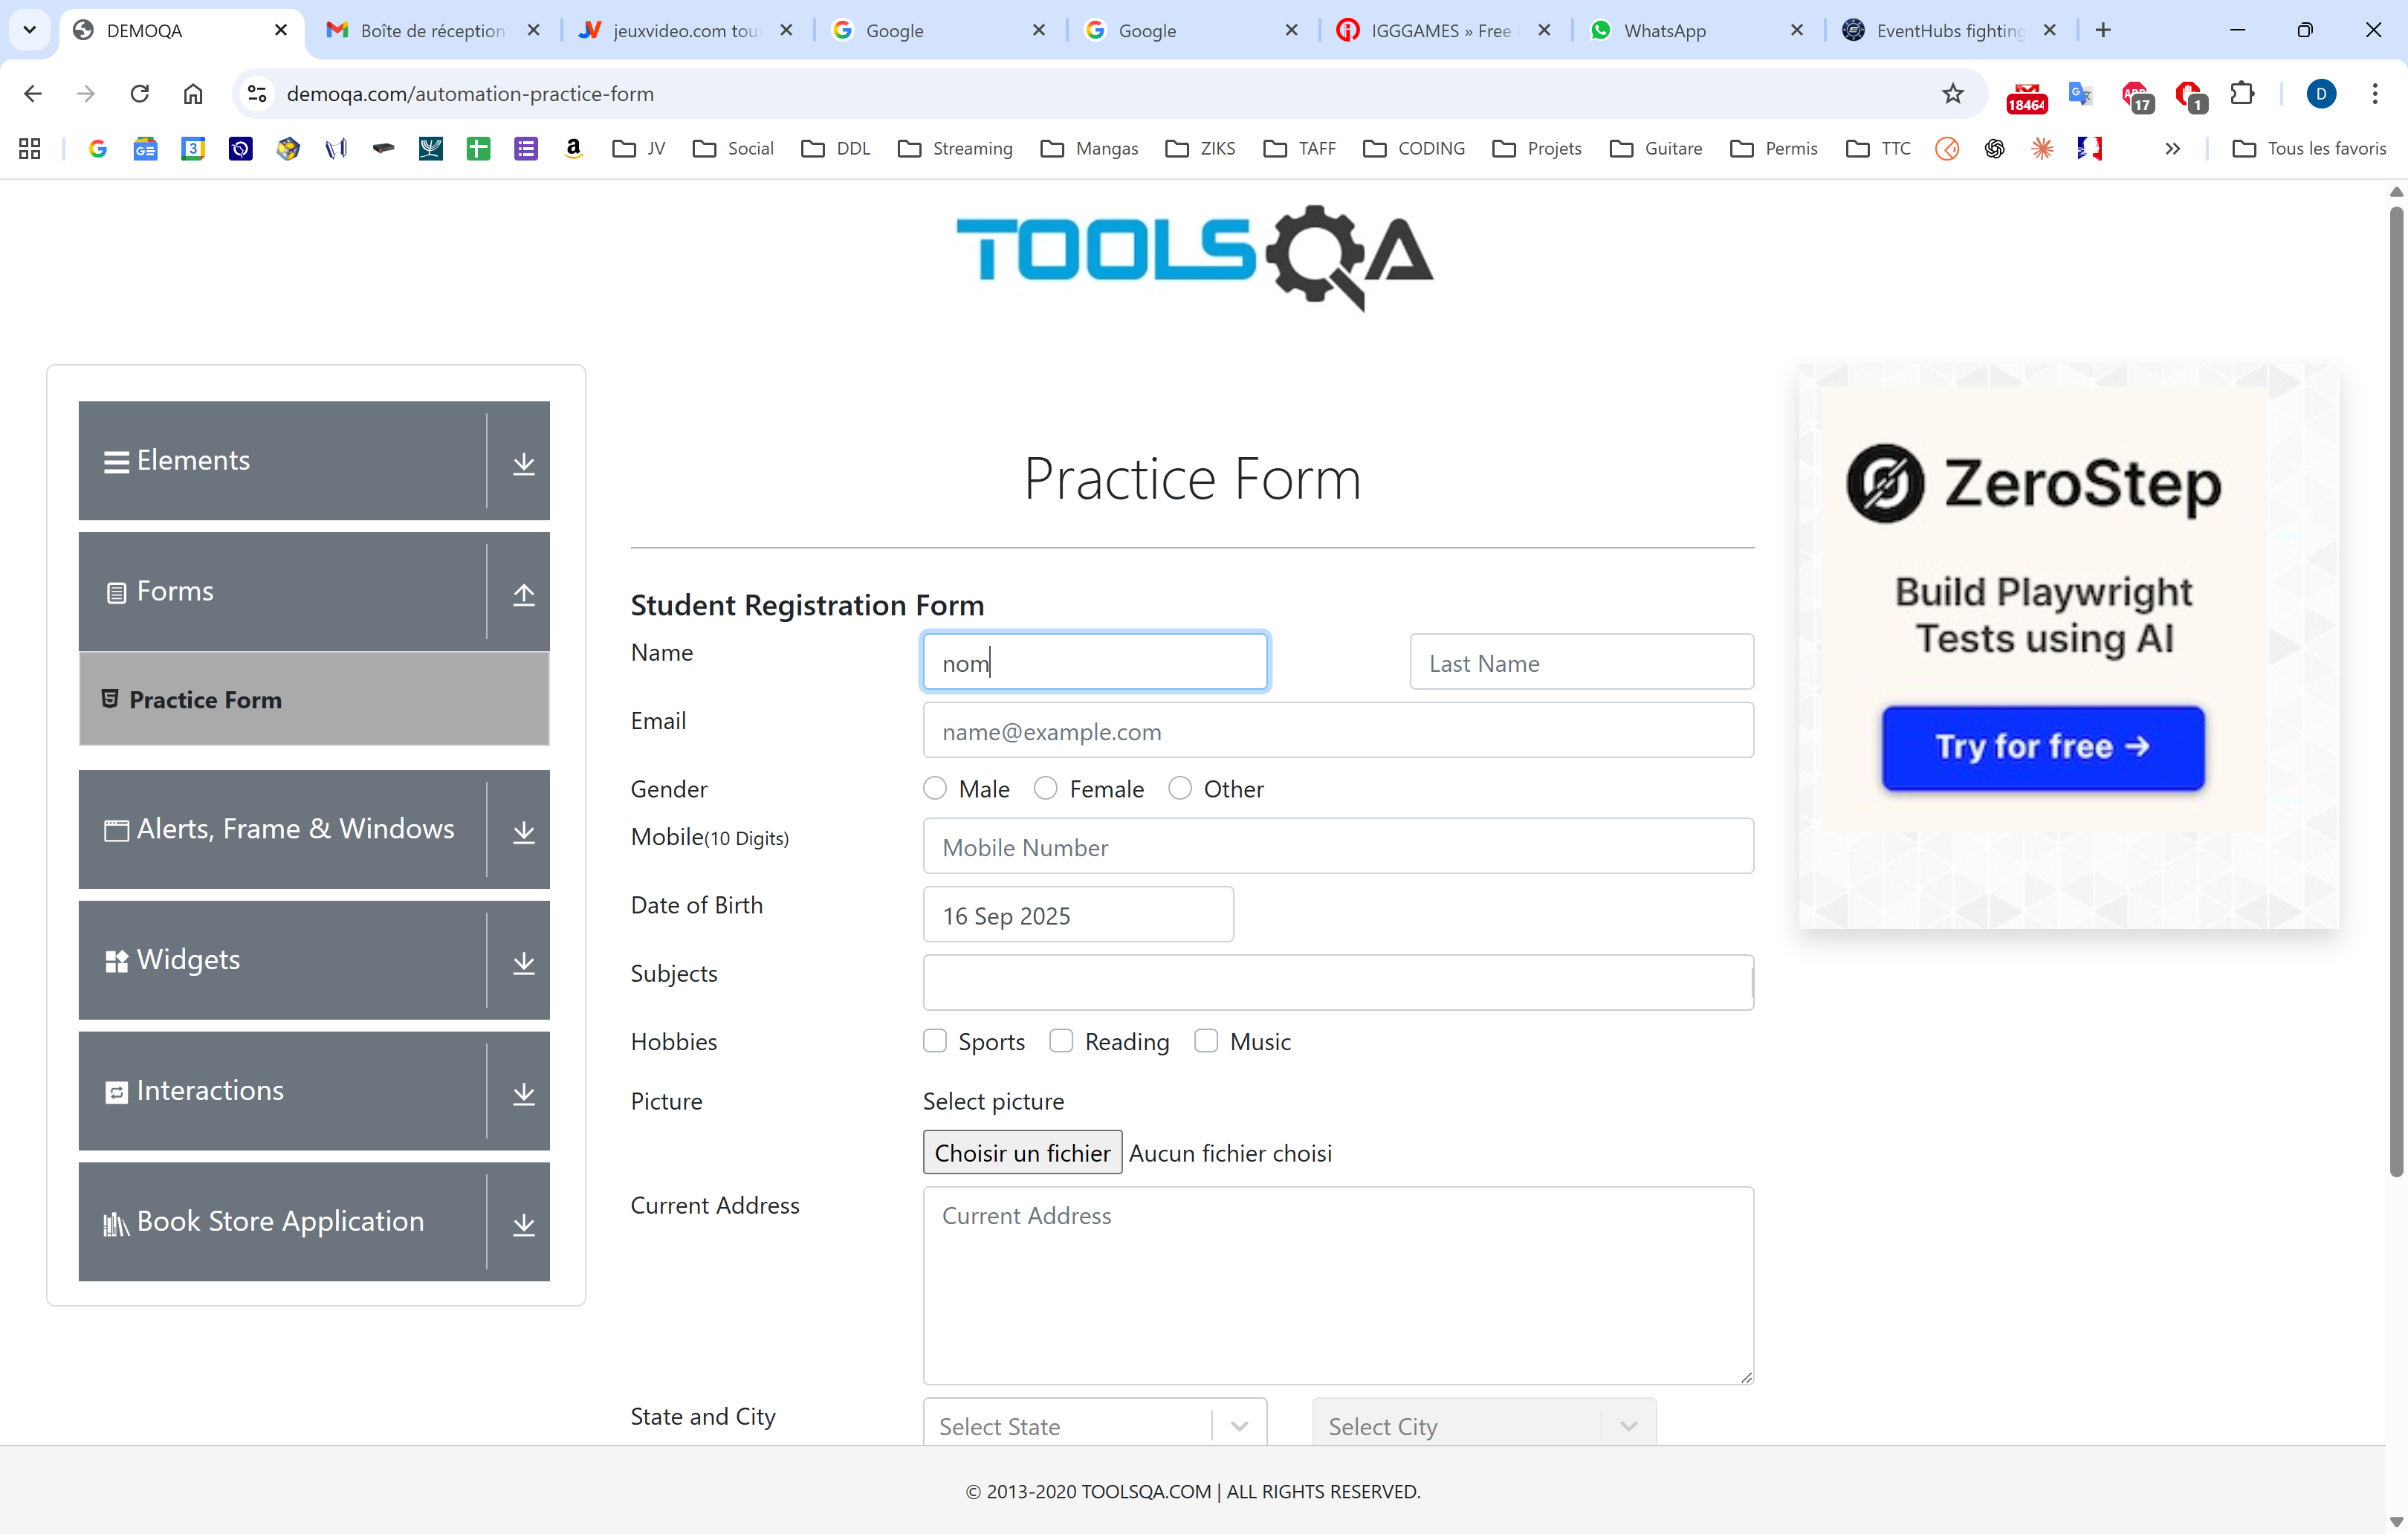 DEMOQA
Boîte de réception
jeuxvideo.com tou
Google
Google
IGGGAMES » Free
WhatsApp
EventHubs fighting
demoqa.com/automation-practice-form
18464
17
1
D
3
JV
Social
DDL
Streaming
Mangas
ZIKS
TAFF
CODING
Projets
Guitare
Permis
TTC
Tous les favoris
TOOLSQA
Elements
Forms
Practice Form
Alerts, Frame & Windows
Widgets
Interactions
Book Store Application
Practice Form
Student Registration Form
Name
nom
Last Name
Email
name@example.com
Gender
Male
Female
Other
Mobile(10 Digits)
Mobile Number
Date of Birth
16 Sep 2025
Subjects
Hobbies
Sports
Reading
Music
Picture
Select picture
Choisir un fichier
Aucun fichier choisi
Current Address
Current Address
State and City
Select State
Select City
ZeroStep
Build Playwright
Tests using AI
Try for free →
© 2013-2020 TOOLSQA.COM | ALL RIGHTS RESERVED.